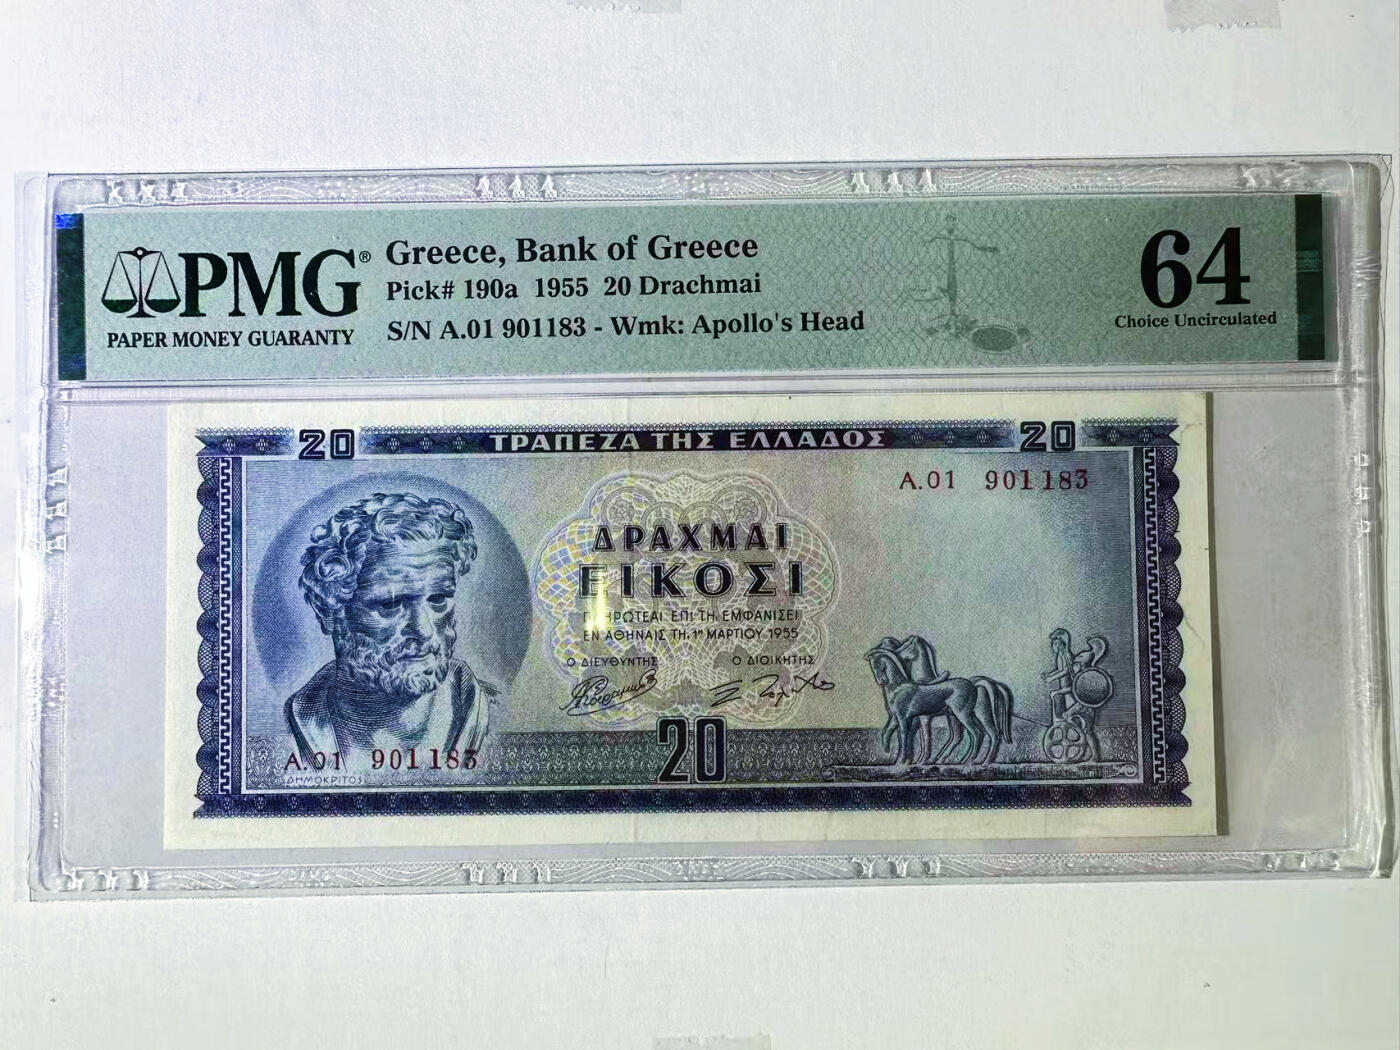 PMG®
PAPER MONEY GUARANTY
Greece, Bank of Greece
Pick# 190a 1955 20 Drachmai
S/N A.01 901183 - Wmk: Apollo's Head
64
Choice Uncirculated
20 ΤΡΑΠΕΖΑ ΤΗΣ ΕΛΛΑΔΟΣ 20
A.01 901183
ΔΡΑΧΜΑΙ
ΕΙΚΟΣΙ
ΠΛΗΡΩΤΕΑΙ ΕΠΙ ΤΗ, ΕΜΦΑΝΙΣΕΙ
ΕΝ ΑΘΗΝΑΙΣ ΤΗ, 1ῃ ΜΑΡΤΙΟΥ 1955
Ο ΔΙΕΥΘΥΝΤΗΣ Ο ΔΙΟΙΚΗΤΗΣ
20
A.01 901183
ΔΗΜΟΚΡΙΤΟΣ